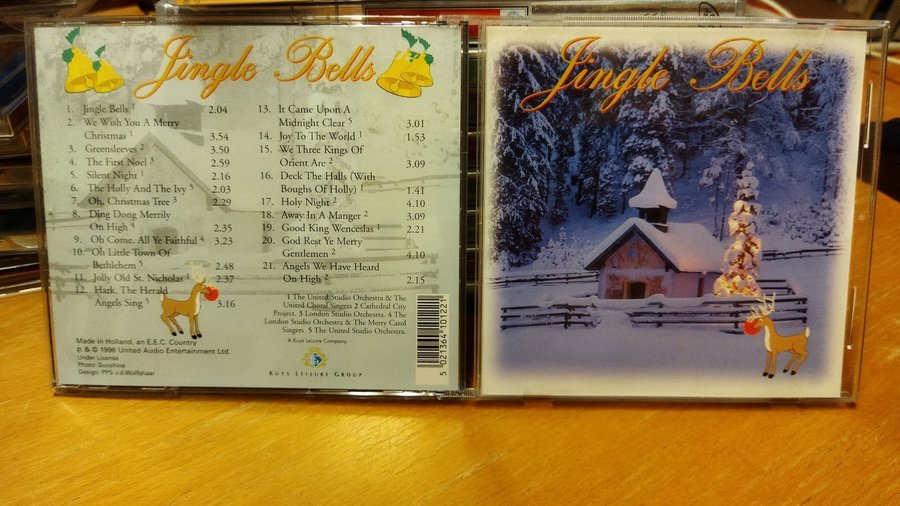 Jingle Bells
1. Jingle Bells 1 2.04
2. We Wish You A Merry
Christmas 1 3.54
3. Greensleeves 2 3.50
4. The First Noel 3 2.59
5. Silent Night 1 2.16
6. The Holly And The Ivy 5 2.03
7. Oh, Christmas Tree 3 2.29
8. Ding Dong Merrily
On High 4 2.35
9. Oh Come, All Ye Faithful 4 3.23
10. Oh Little Town Of
Bethlehem 5 2.48
11. Jolly Old St. Nicholas 1 2.37
12. Hark, The Herald
Angels Sing 5 3.16
13. It Came Upon A
Midnight Clear 5 3.01
14. Joy To The World 1 1.53
15. We Three Kings Of
Orient Are 2 3.09
16. Deck The Halls (With
Boughs Of Holly) 1 1.41
17. Holy Night 2 4.10
18. Away In A Manger 2 3.09
19. Good King Wenceslas 1 2.21
20. God Rest Ye Merry
Gentlemen 2 4.10
21. Angels We Have Heard
On High 2 2.15
1 The United Studio Orchestra & The
United Choral Singers 2 Cathedral City
Project. 3 London Studio Orchestra. 4 The
London Studio Orchestra & The Merry Carol
Singers 5 The United Studio Orchestra.
A Kuys Leisure Company
Kuys Leisure Group
Made in Holland, an E.E.C. Country
℗ & © 1996 United Audio Entertainment Ltd.
Under License
Photo: Sunshine
Design: PPS v.d.Wolfshaar
5 021364 101221
Jingle Bells